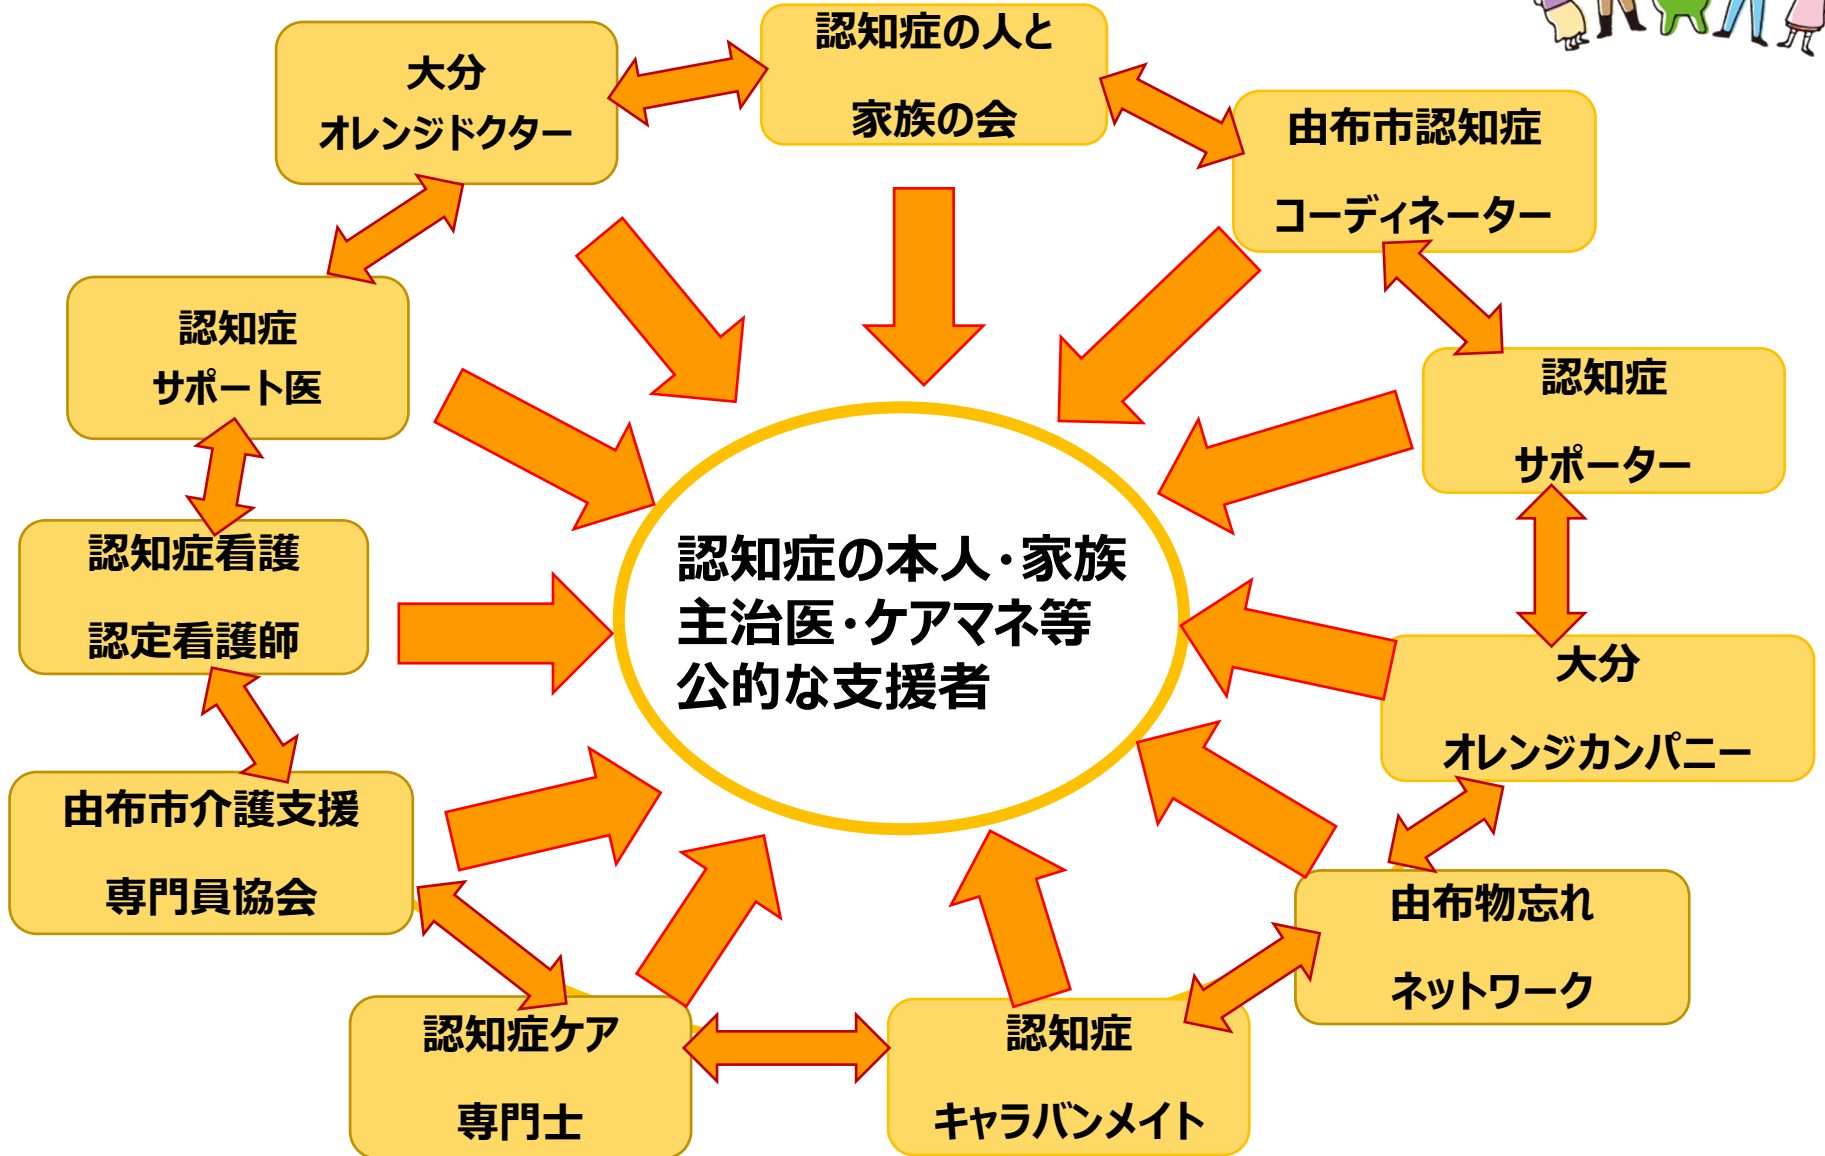 認知症の人と
家族の会
大分
オレンジドクター
由布市認知症
コーディネーター
認知症
サポート医
認知症
サポーター
認知症看護
認定看護師
認知症の本人・家族
主治医・ケアマネ等
公的な支援者
大分
オレンジカンパニー
由布市介護支援
専門員協会
由布物忘れ
ネットワーク
認知症ケア
専門士
認知症
キャラバンメイト